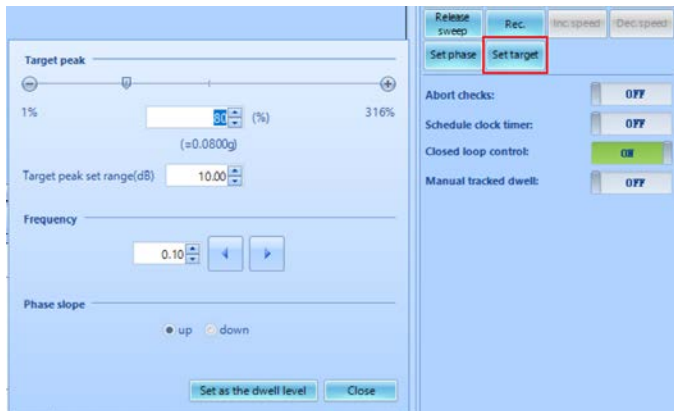 Release sweep
Rec.
Inc.speed
Dec.speed
Set phase
Set target
Target peak
1%
80
(%)
316%
(=0.0800g)
Target peak set range(dB)
10.00
Frequency
0.10
Phase slope
up
down
Set as the dwell level
Close
Abort checks:
OFF
Schedule clock timer:
OFF
Closed loop control:
ON
Manual tracked dwell:
OFF